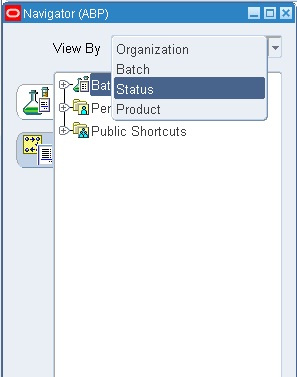 Navigator (ABP)
View By
Organization
Batch
Status
Product
Bat
Per
Public Shortcuts